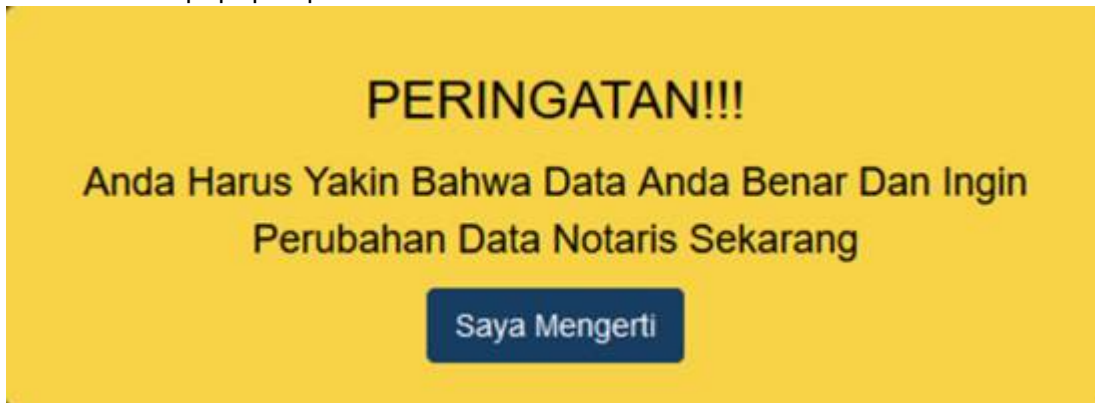 PERINGATAN!!!
Anda Harus Yakin Bahwa Data Anda Benar Dan Ingin
Perubahan Data Notaris Sekarang
Saya Mengerti